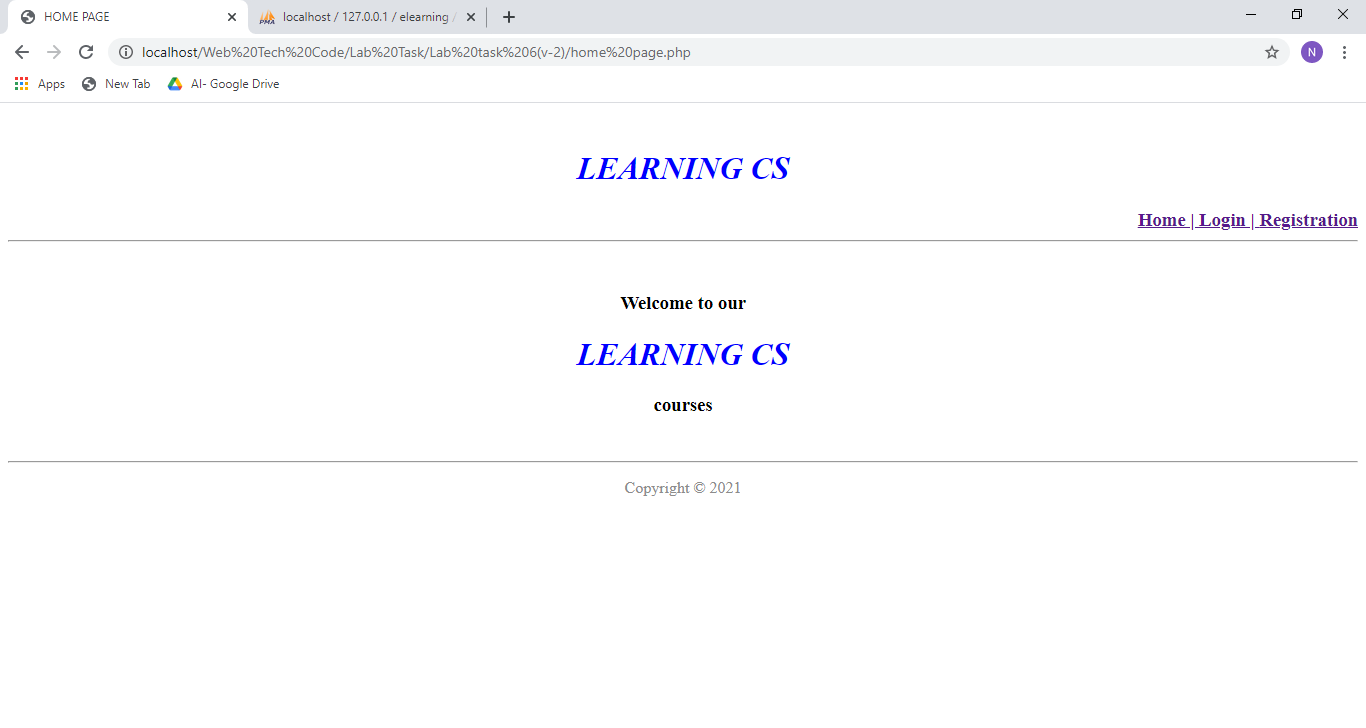 HOME PAGE
PMA localhost / 127.0.0.1 / elearning /
localhost/Web%20Tech%20Code/Lab%20Task/Lab%20task%206(v-2)/home%20page.php
N
Apps New Tab AI- Google Drive
LEARNING CS
Home | Login | Registration
Welcome to our
LEARNING CS
courses
Copyright © 2021